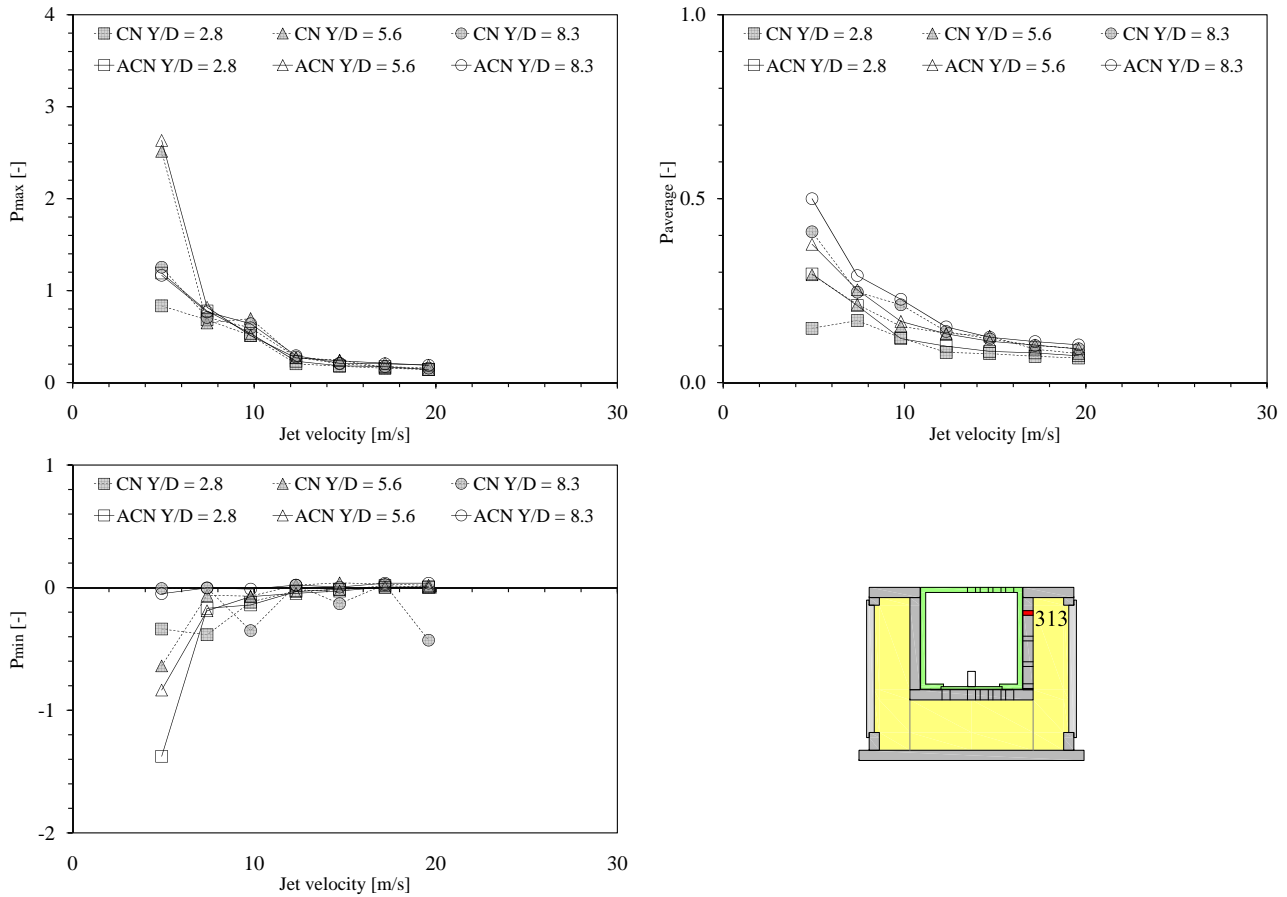 4
CN Y/D = 2.8 CN Y/D = 5.6 CN Y/D = 8.3
ACN Y/D = 2.8 ACN Y/D = 5.6 ACN Y/D = 8.3
3
2
1
0
Pmax [-]
0 10 20 30
Jet velocity [m/s]
1.0
CN Y/D = 2.8 CN Y/D = 5.6 CN Y/D = 8.3
ACN Y/D = 2.8 ACN Y/D = 5.6 ACN Y/D = 8.3
0.5
0.0
Paverage [-]
0 10 20 30
Jet velocity [m/s]
1
CN Y/D = 2.8 CN Y/D = 5.6 CN Y/D = 8.3
ACN Y/D = 2.8 ACN Y/D = 5.6 ACN Y/D = 8.3
0
-1
-2
Pmin [-]
0 10 20 30
Jet velocity [m/s]
313